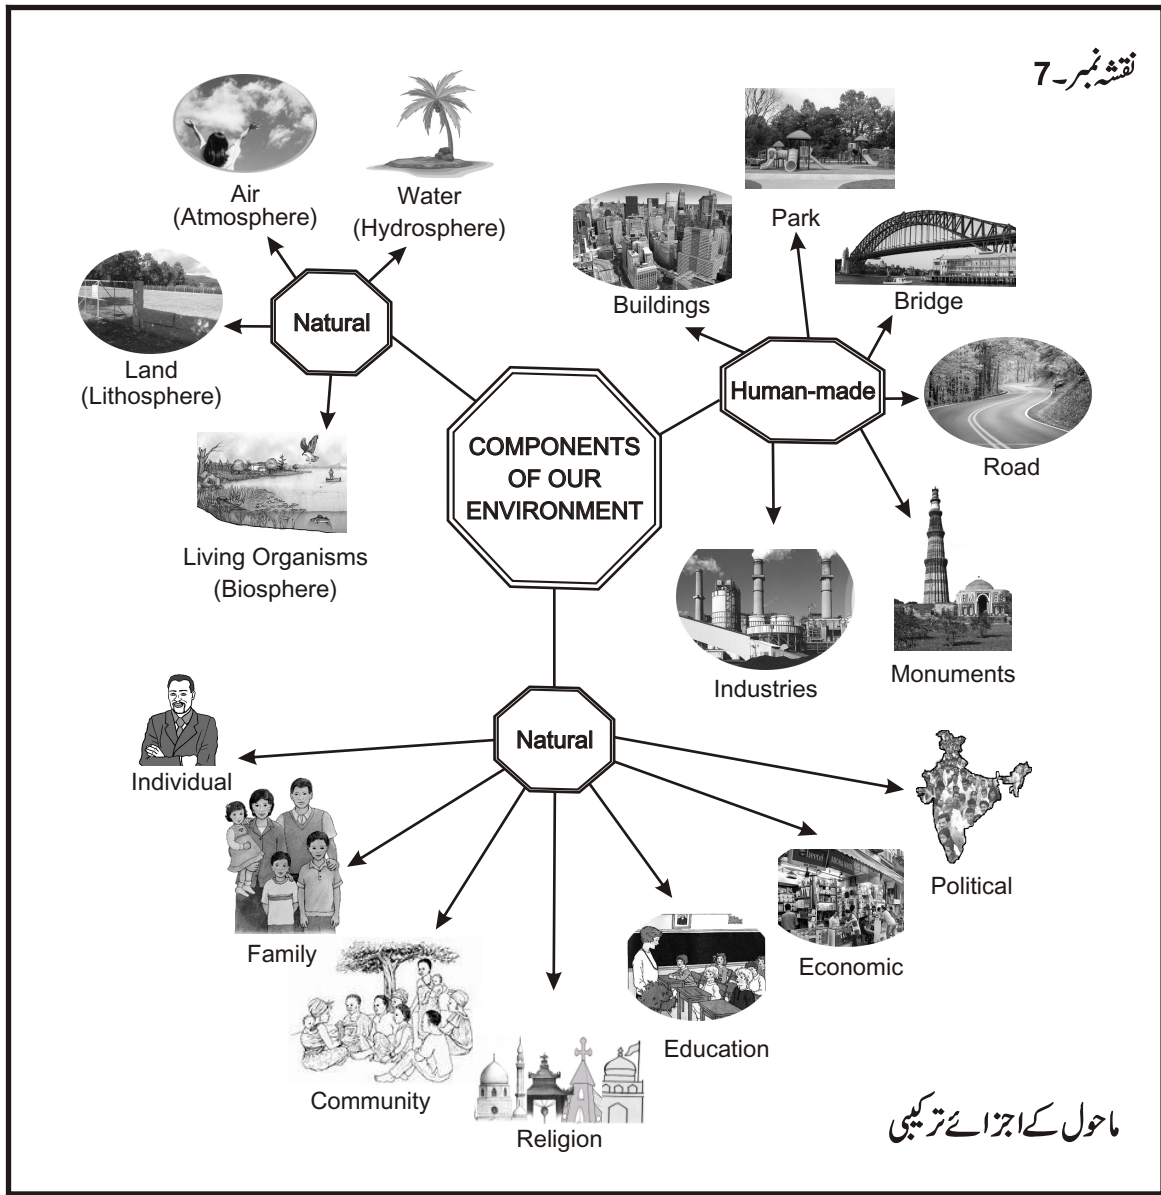 نقشہ نمبر۔7
Air
(Atmosphere)
Water
(Hydrosphere)
Land
(Lithosphere)
Natural
Living Organisms
(Biosphere)
Park
Buildings
Bridge
Human-made
Road
Monuments
Industries
COMPONENTS
OF OUR
ENVIRONMENT
Natural
Individual
Family
Community
Religion
Education
Economic
Political
ماحول کے اجزائے ترکیبی